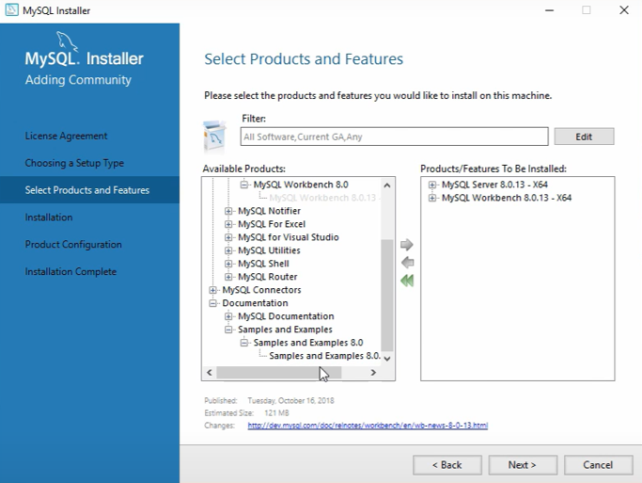 MySQL Installer
MySQL. Installer
Adding Community
License Agreement
Choosing a Setup Type
Select Products and Features
Installation
Product Configuration
Installation Complete
Select Products and Features
Please select the products and features you would like to install on this machine.
Filter:
All Software,Current GA,Any
Edit
Available Products:
MySQL Workbench 8.0
MySQL Workbench 8.0.13 -
MySQL Notifier
MySQL For Excel
MySQL for Visual Studio
MySQL Utilities
MySQL Shell
MySQL Router
MySQL Connectors
Documentation
MySQL Documentation
Samples and Examples
Samples and Examples 8.0
Samples and Examples 8.0.
Products/Features To Be Installed:
MySQL Server 8.0.13 - X64
MySQL Workbench 8.0.13 - X64
Published: Tuesday, October 16, 2018
Estimated Size: 121 MB
Changes: http://dev.mysql.com/doc/relnotes/workbench/en/wb-news-8-0-13.html
< Back
Next >
Cancel